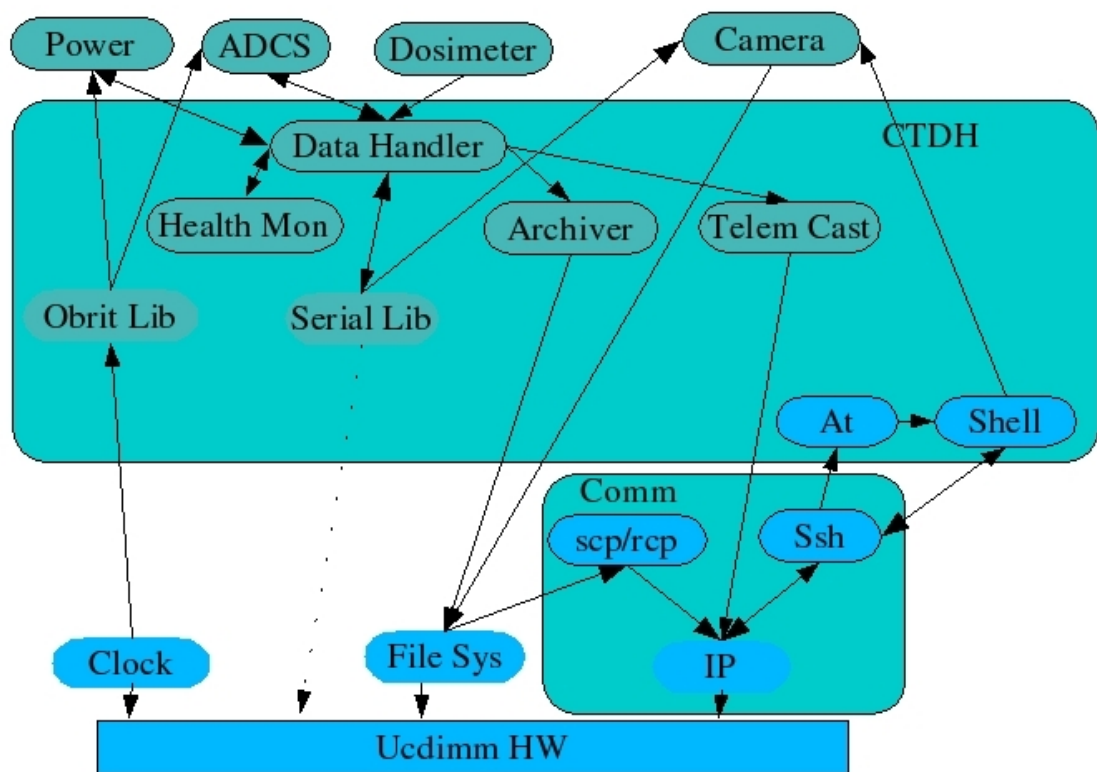 Power
ADCS
Dosimeter
Camera
CTDH
Data Handler
Health Mon
Archiver
Telem Cast
Obrit Lib
Serial Lib
At
Shell
Comm
scp/rcp
Ssh
Clock
File Sys
IP
Ucdimm HW